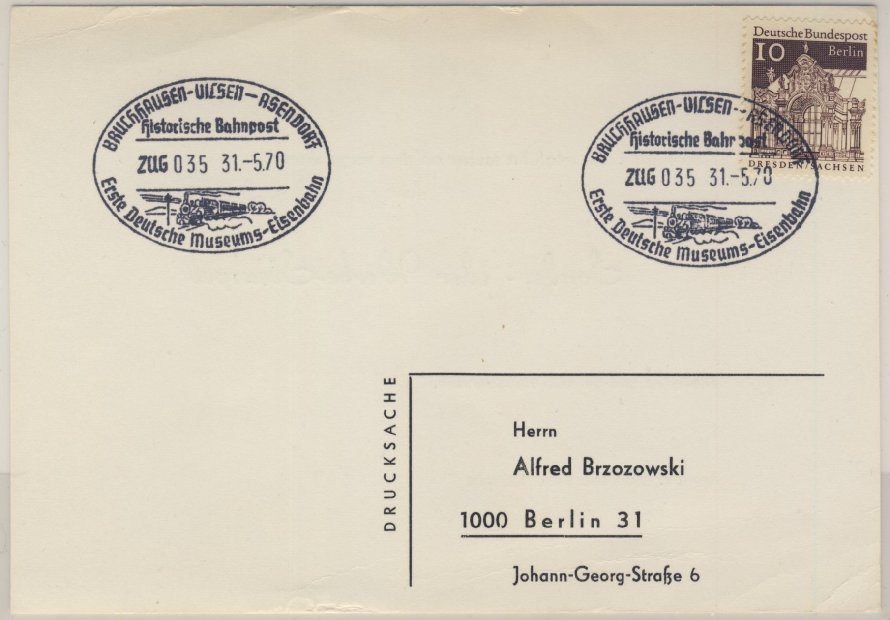 Deutsche Bundespost
10 Berlin
DRESDEN/SACHSEN
BRUCHHAUSEN-VILSEN-ASENDORF
Historische Bahnpost
ZUG 035 31.-5.70
Erste Deutsche Museums-Eisenbahn
BRUCHHAUSEN-VILSEN-ASENDORF
Historische Bahnpost
ZUG 035 31.-5.70
Erste Deutsche Museums-Eisenbahn
DRUCKSACHE
Herrn
Alfred Brzozowski
1000 Berlin 31
Johann-Georg-Straße 6